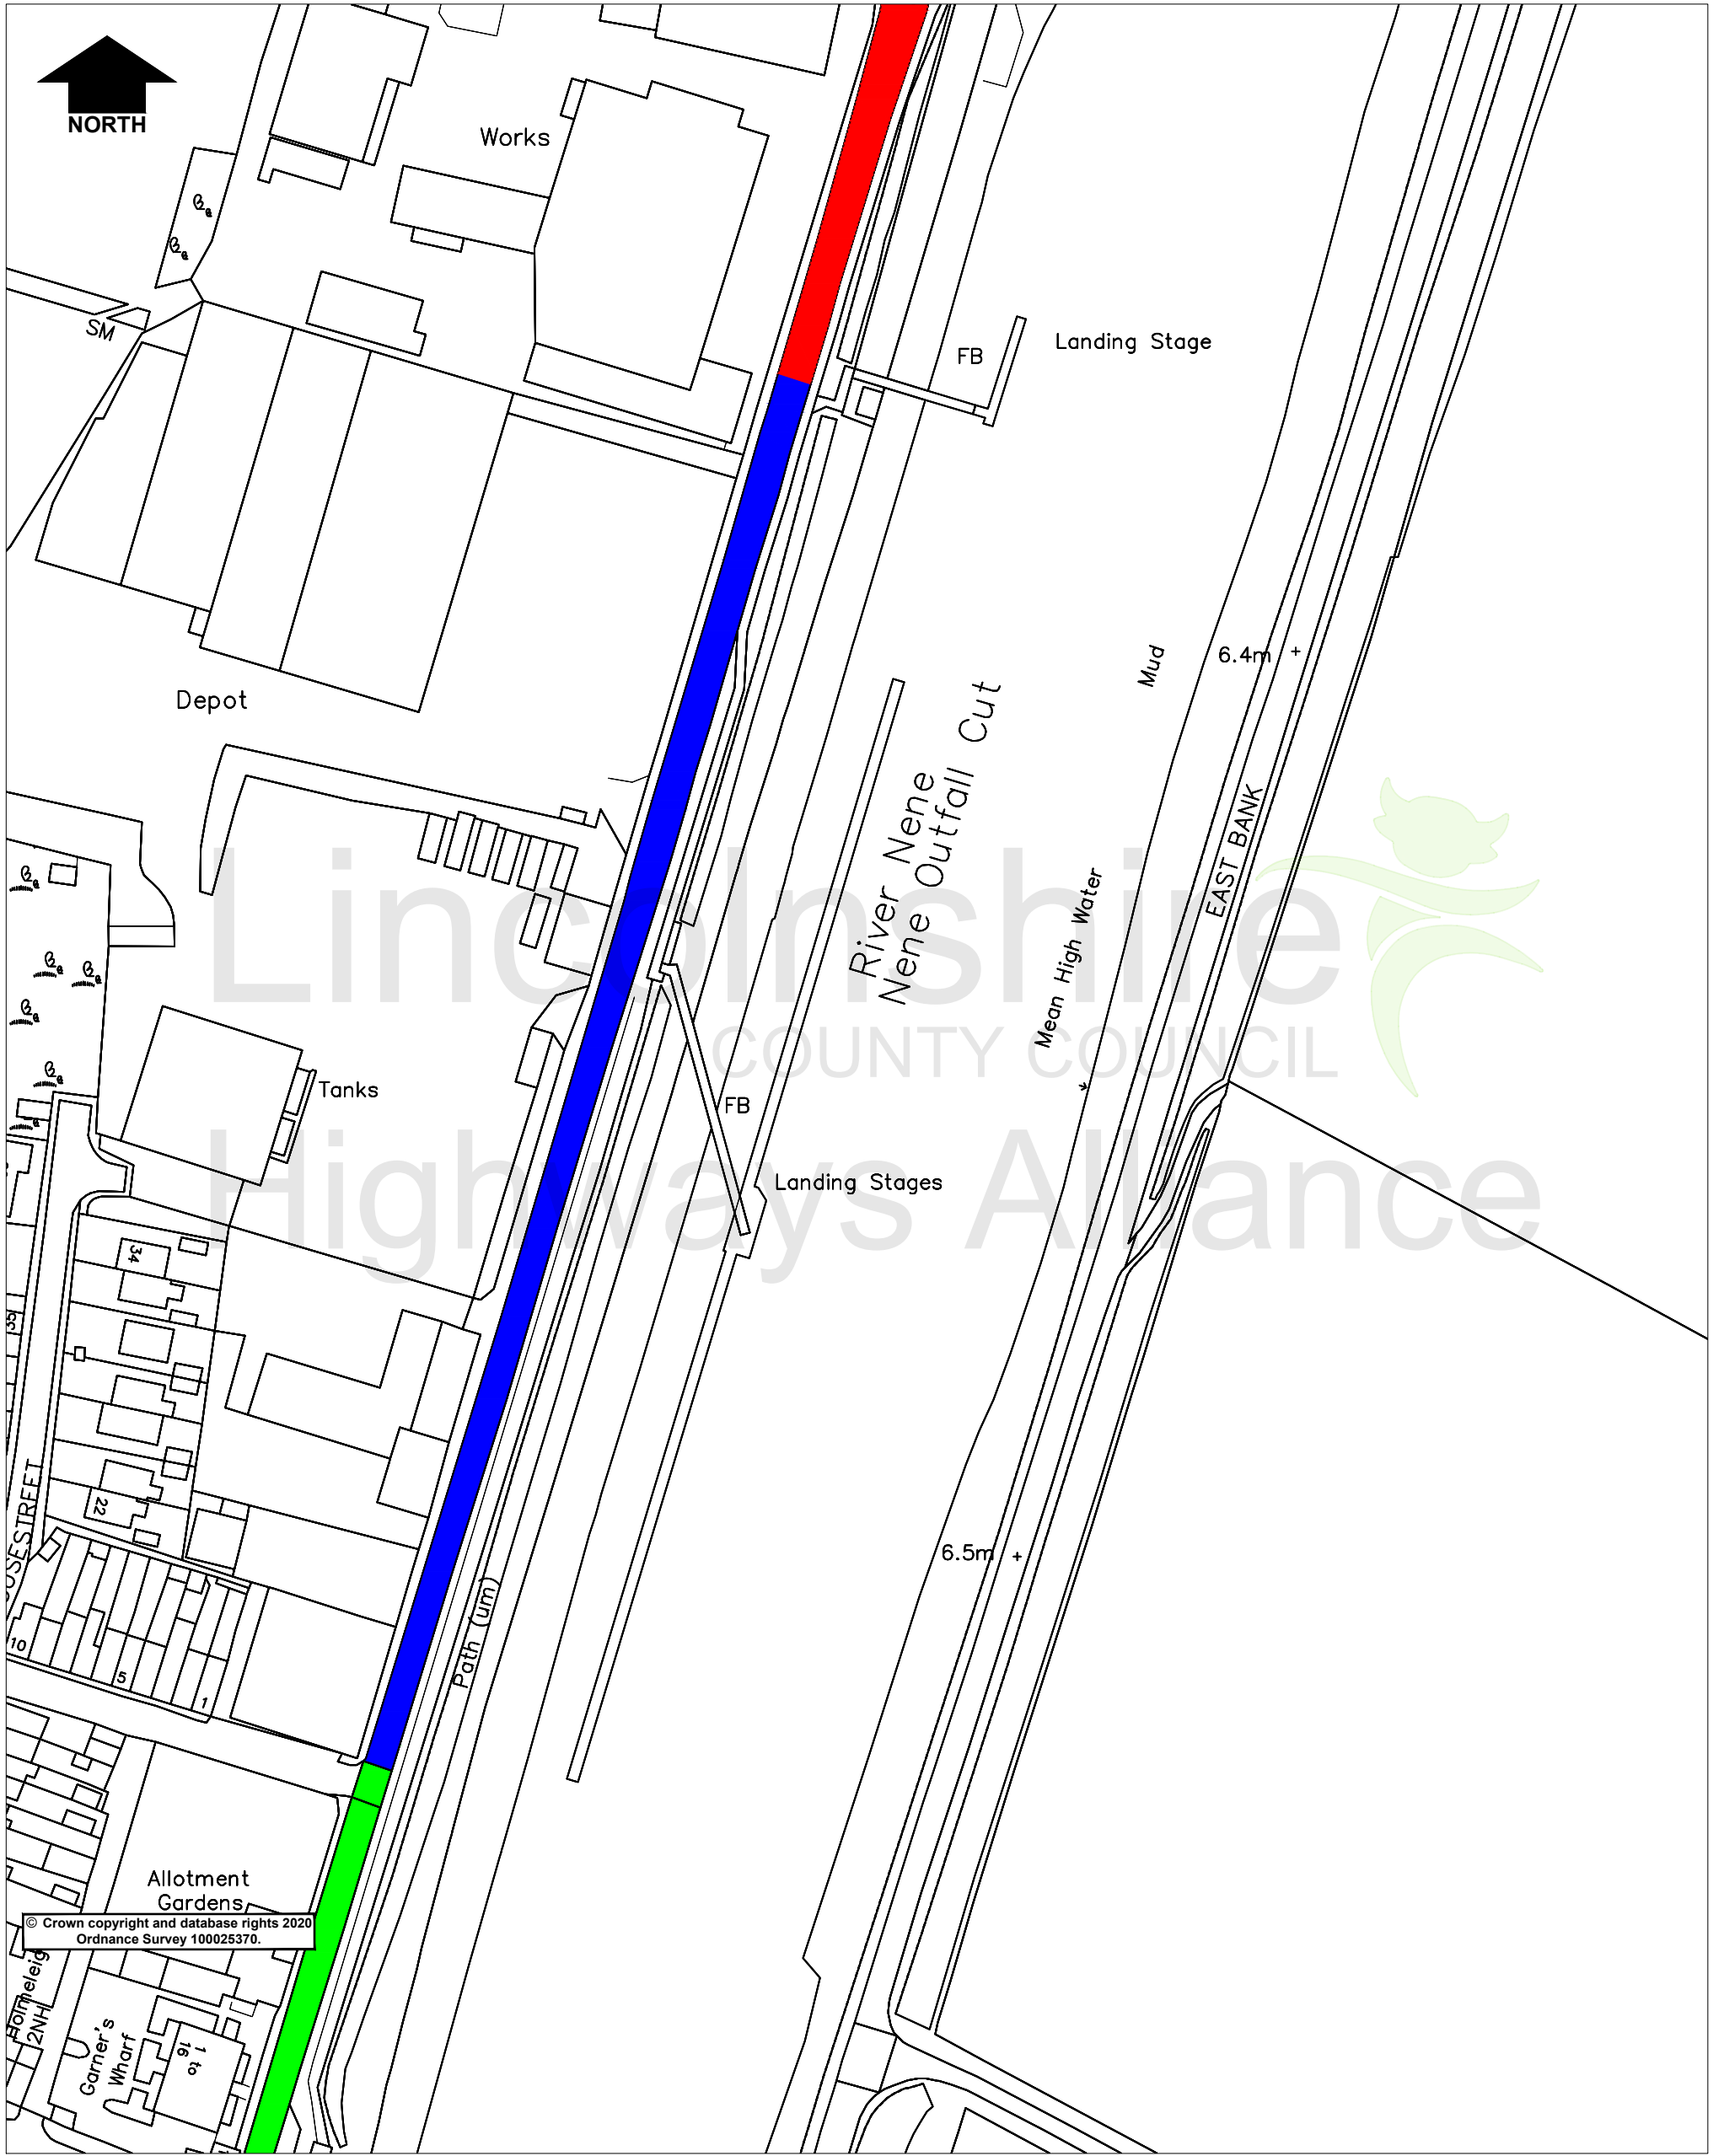 NORTH
Works
SM
FB
Landing Stage
Depot
Mud
6.4m
River Nene
Nene Outfall Cut
EAST BANK
Mean High Water
Lincolnshire
COUNTY COUNCIL
Highways Alliance
Tanks
FB
Landing Stages
34
22
6.5m
Path (um)
10
5
1
Allotment
Gardens
© Crown copyright and database rights 2020
Ordnance Survey 100025370.
2NH
Garner's
Wharf
1 to
16